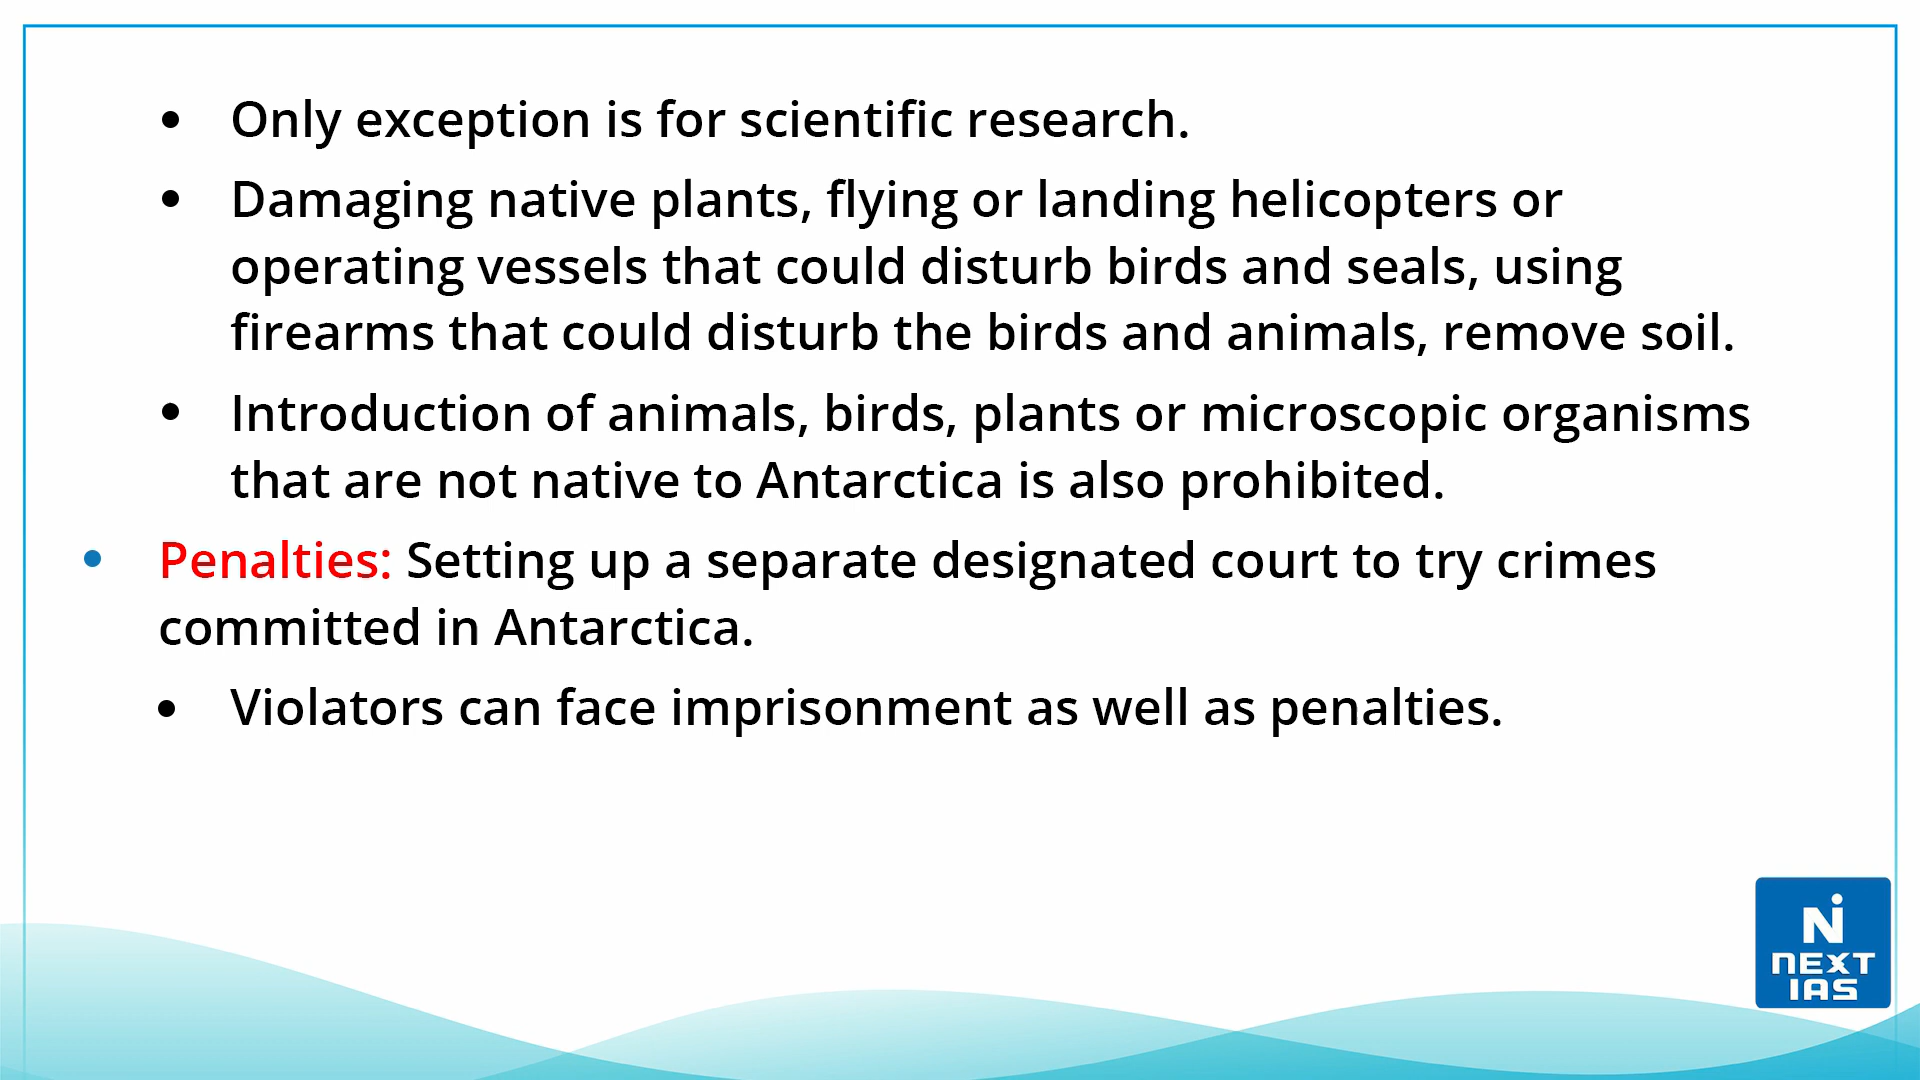 • Only exception is for scientific research.
• Damaging native plants, flying or landing helicopters or
operating vessels that could disturb birds and seals, using
firearms that could disturb the birds and animals, remove soil.
• Introduction of animals, birds, plants or microscopic organisms
that are not native to Antarctica is also prohibited.
• Penalties: Setting up a separate designated court to try crimes
committed in Antarctica.
• Violators can face imprisonment as well as penalties.
N
NEXT
IAS